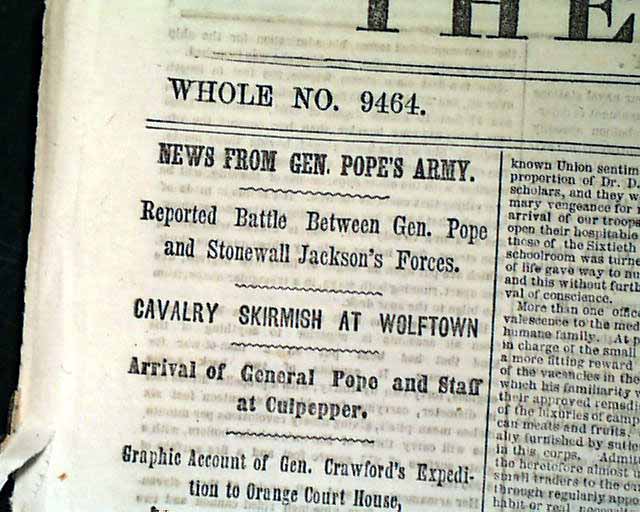 THE
WHOLE NO. 9464.
NEWS FROM GEN. POPE'S ARMY.
Reported Battle Between Gen. Pope
and Stonewall Jackson's Forces.
CAVALRY SKIRMISH AT WOLFTOWN
Arrival of General Pope and Staff
at Culpepper.
Graphic Account of Gen. Crawford's Expedi-
tion to Orange Court House,
known Union sentim
proportion of Dr. D
scholars, and they w
mary vengeance for
arrival of our troops
open their hospitable
those of the Sixtieth
schoolroom was turne
of life gave way to m
and this without furth
val of conscience.
More than one offic
valescence to the me
humane family. At p
in charge of the small
a more fitting reward
of the vacancies in the
which his familiarity w
their approved remedi
of the luxuries of camp
can meats and fruits.
ally furnished by sutle
in this corps. Admi
the heretofore almost
small traders to the
through regularly appo
habit or real